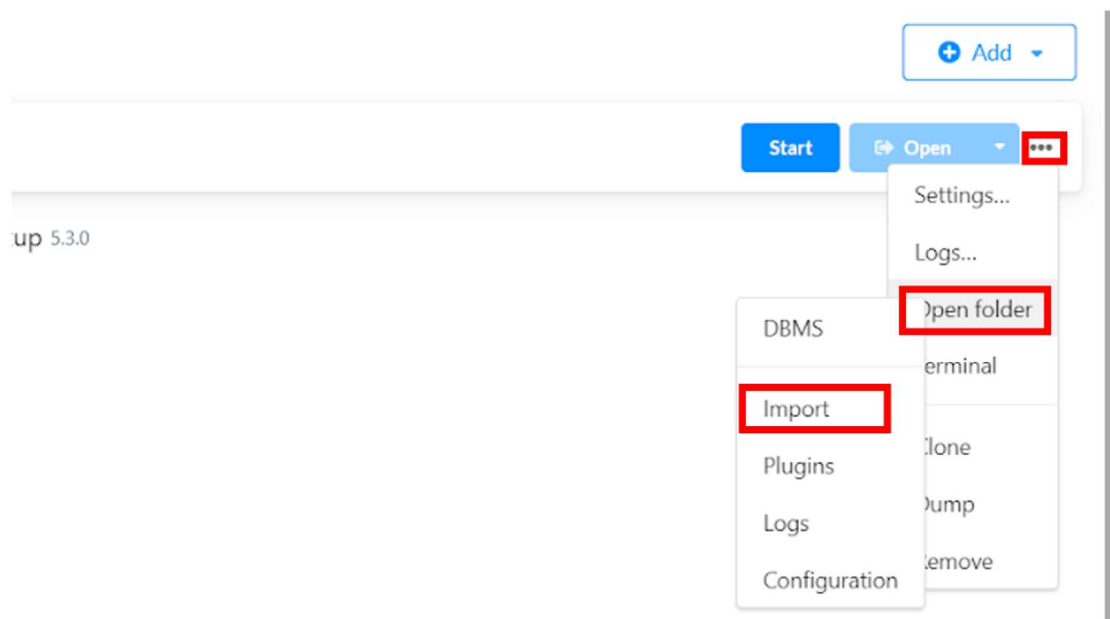 Add
Start
Open
Settings...
up 5.3.0
Logs...
Open folder
DBMS
erminal
Import
lone
Plugins
ump
Logs
emove
Configuration